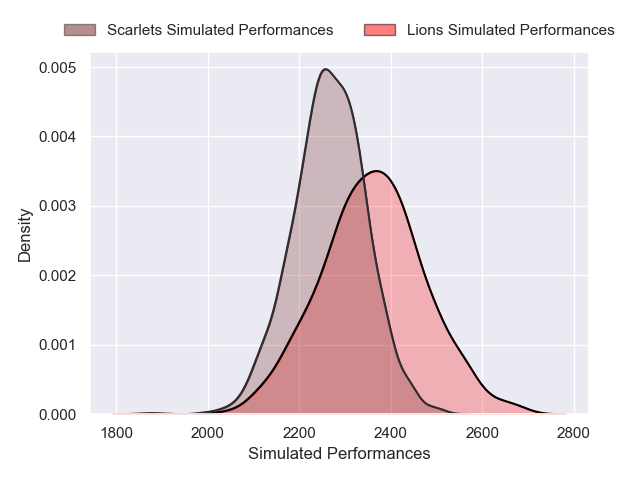 Scarlets Simulated Performances Lions Simulated Performances
0.005
0.004
0.003
0.002
0.001
0.000
Density
1800 2000 2200 2400 2600 2800
Simulated Performances